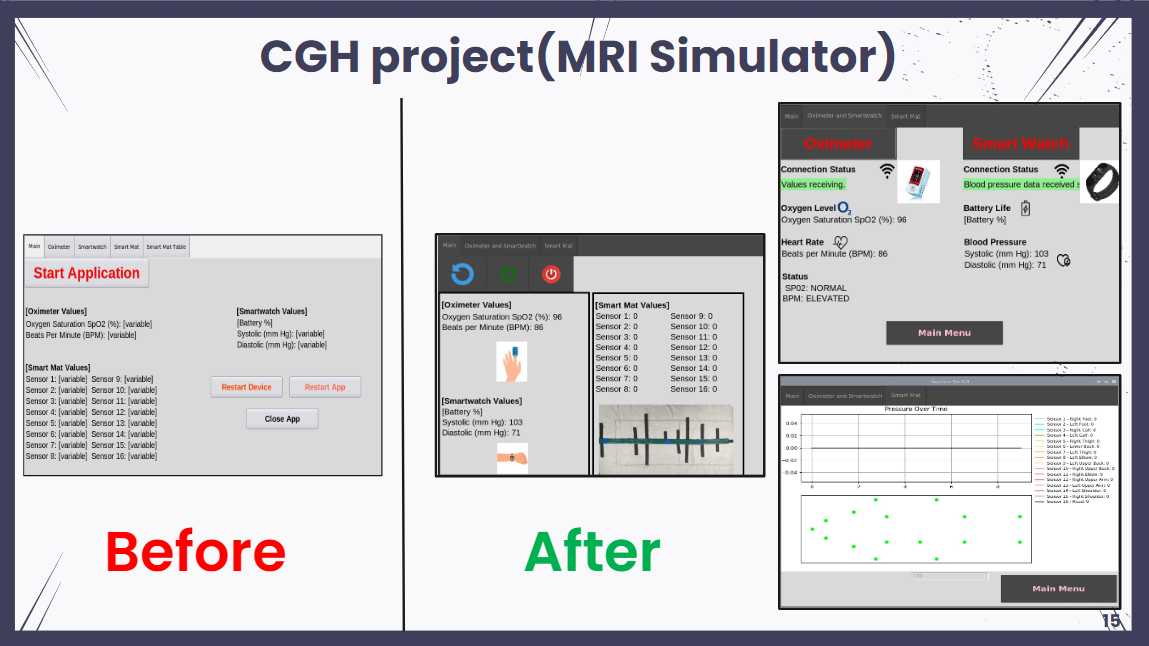 CGH project(MRI Simulator)
Main Oximeter Smartwatch Smart Mat Smart Mat Table
Start Application
[Oximeter Values]
Oxygen Saturation SpO2 (%): [variable]
Beats Per Minute (BPM): [variable]
[Smartwatch Values]
[Battery %]
Systolic (mm Hg): [variable]
Diastolic (mm Hg): [variable]
[Smart Mat Values]
Sensor 1: [variable] Sensor 9: [variable]
Sensor 2: [variable] Sensor 10: [variable]
Sensor 3: [variable] Sensor 11: [variable]
Sensor 4: [variable] Sensor 12: [variable]
Sensor 5: [variable] Sensor 13: [variable]
Sensor 6: [variable] Sensor 14: [variable]
Sensor 7: [variable] Sensor 15: [variable]
Sensor 8: [variable] Sensor 16: [variable]
Restart Device Restart App
Close App
Before
Main Oximeter and Smartwatch Smart Mat
[Oximeter Values]
Oxygen Saturation SpO2 (%): 96
Beats per Minute (BPM): 86
[Smartwatch Values]
[Battery %]
Systolic (mm Hg): 103
Diastolic (mm Hg): 71
[Smart Mat Values]
Sensor 1: 0 Sensor 9: 0
Sensor 2: 0 Sensor 10: 0
Sensor 3: 0 Sensor 11: 0
Sensor 4: 0 Sensor 12: 0
Sensor 5: 0 Sensor 13: 0
Sensor 6: 0 Sensor 14: 0
Sensor 7: 0 Sensor 15: 0
Sensor 8: 0 Sensor 16: 0
After
Main Oximeter and Smartwatch Smart Mat
Oximeter
Connection Status
Values receiving.
Oxygen Level O2
Oxygen Saturation SpO2 (%): 96
Heart Rate
Beats per Minute (BPM): 86
Status
SP02: NORMAL
BPM: ELEVATED
Smart Watch
Connection Status
Blood pressure data received s
Battery Life
[Battery %]
Blood Pressure
Systolic (mm Hg): 103
Diastolic (mm Hg): 71
Main Menu
Main Oximeter and Smartwatch Smart Mat
Pressure Over Time
0.04
0.02
0.00
-0.02
-0.04
0 2 4 6 8
Sensor 1 - Right Foot: 0
Sensor 2 - Left Foot: 0
Sensor 3 - Right Calf: 0
Sensor 4 - Left Calf: 0
Sensor 5 - Right Thigh: 0
Sensor 6 - Lower Back: 0
Sensor 7 - Left Thigh: 0
Sensor 8 - Left Elbow: 0
Sensor 9 - Left Upper Back: 0
Sensor 10 - Right Upper Back: 0
Sensor 11 - Right Elbow: 0
Sensor 12 - Right Upper Arm: 0
Sensor 13 - Left Upper Arm: 0
Sensor 14 - Left Shoulder: 0
Sensor 15 - Right Shoulder: 0
Sensor 16 - Head: 0
Main Menu
15